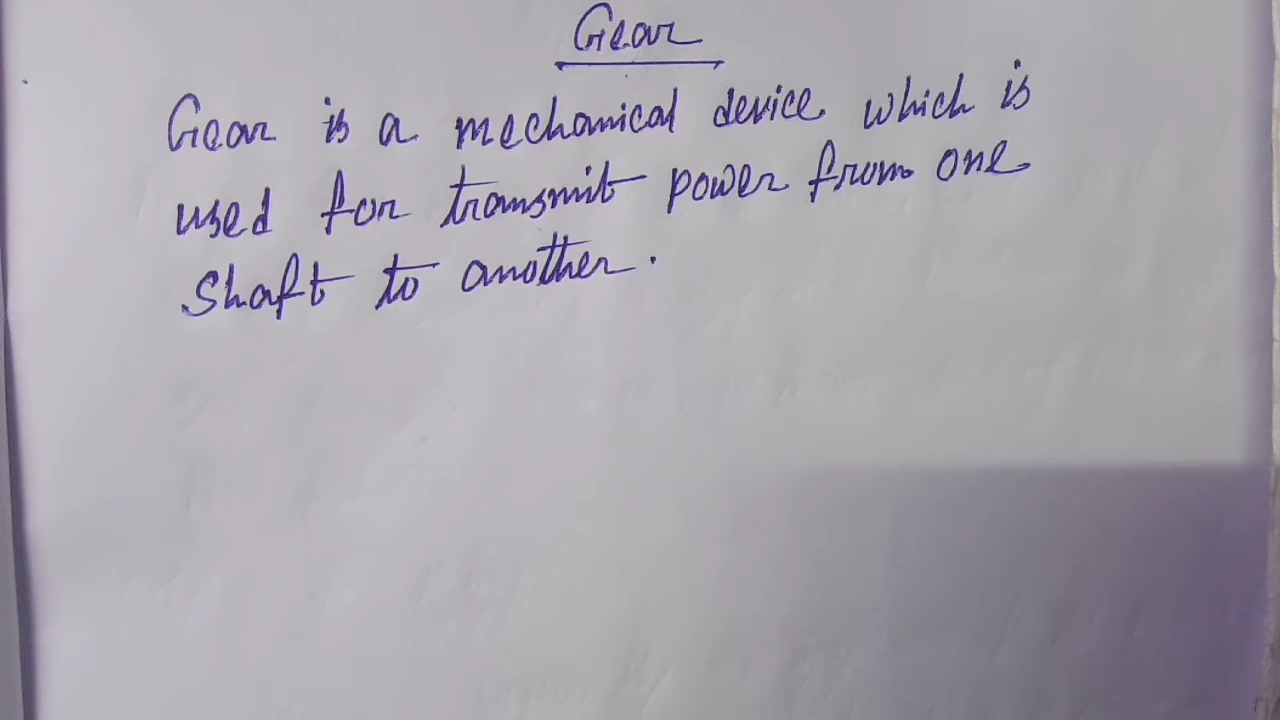 Gear
Gear is a mechanical device which is
used for transmit power from one
shaft to another.